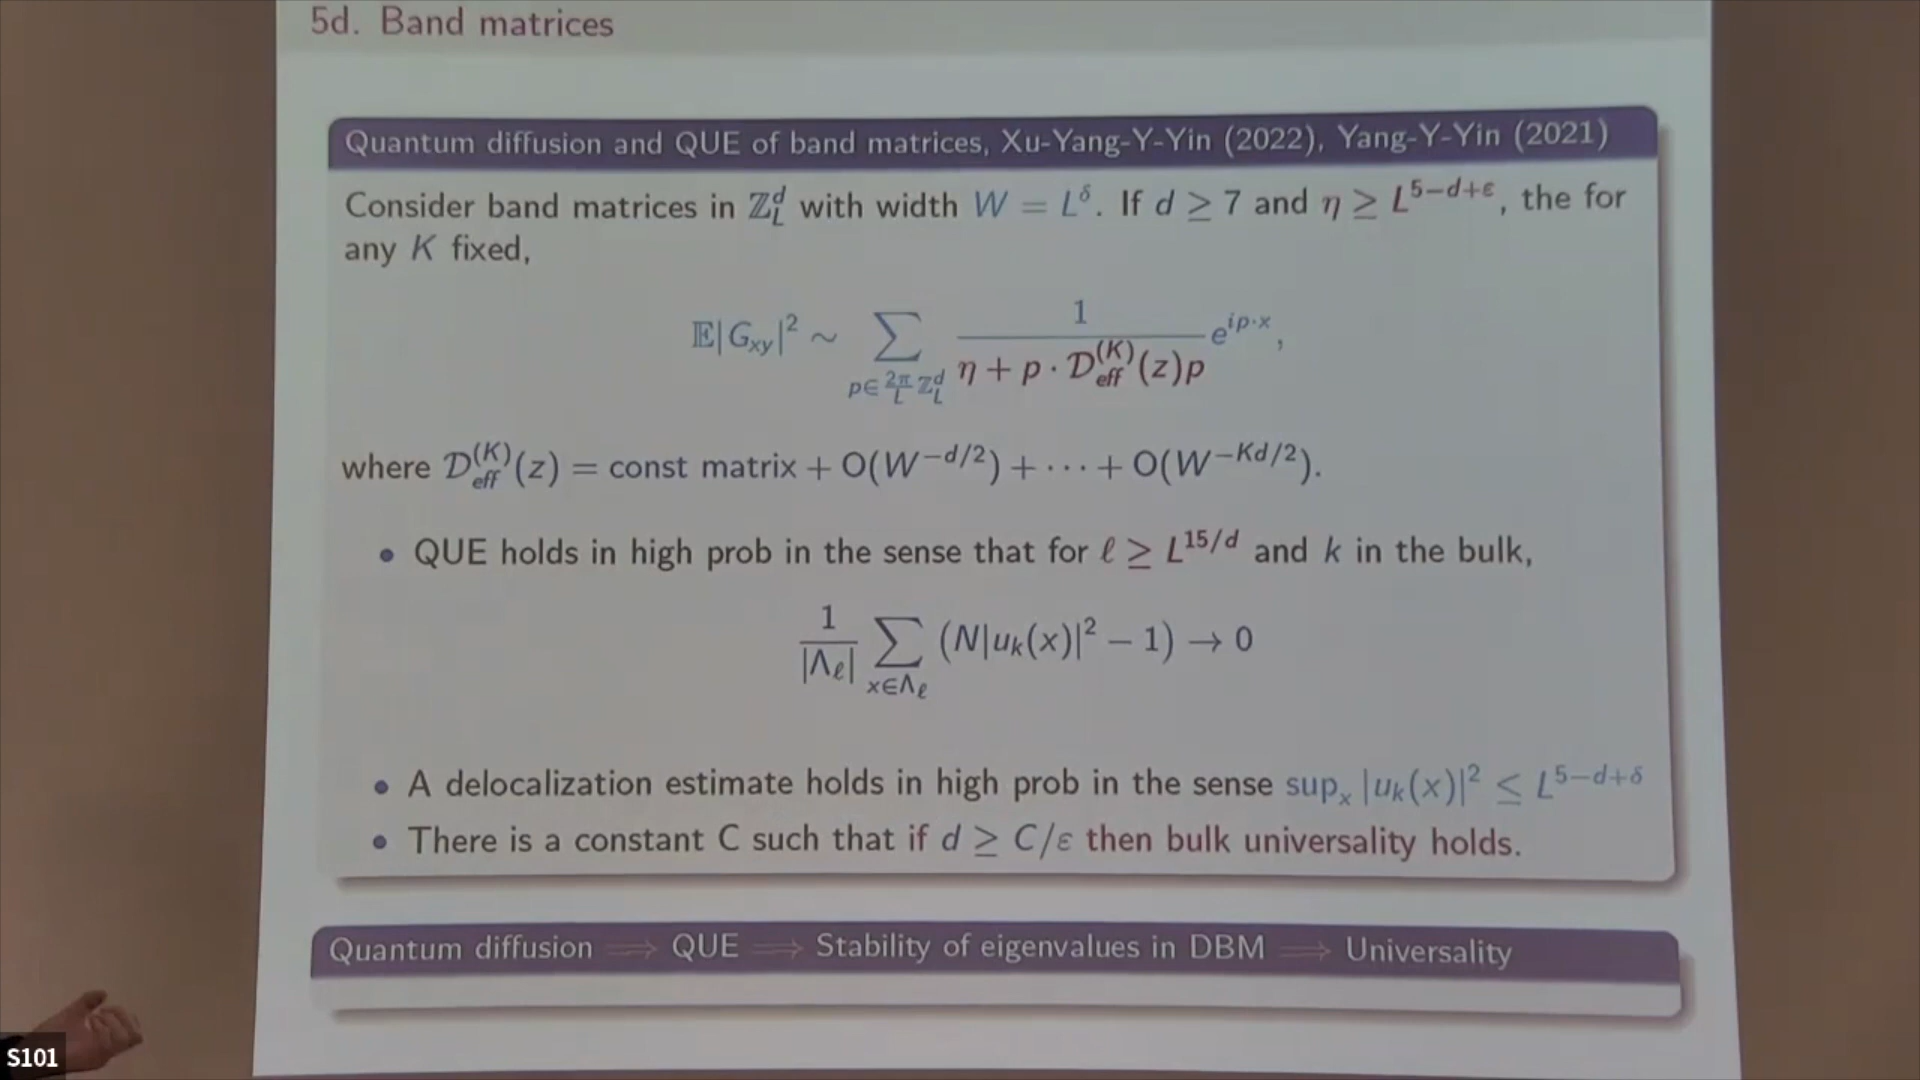 5d. Band matrices
Quantum diffusion and QUE of band matrices, Xu-Yang-Y-Yin (2022), Yang-Y-Yin (2021)
Consider band matrices in ℤ_L^d with width W = L^δ. If d ≥ 7 and η ≥ L^{5−d+ε}, the for
any K fixed,
𝔼|G_{xy}|² ∼ ∑_{p∈ (2π/L) ℤ_L^d} 1/(η + p · 𝒟_{eff}^{(K)}(z)p) e^{ip·x},
where 𝒟_{eff}^{(K)}(z) = const matrix + O(W^{−d/2}) + ⋯ + O(W^{−Kd/2}).
• QUE holds in high prob in the sense that for ℓ ≥ L^{15/d} and k in the bulk,
1/|Λ_ℓ| ∑_{x∈Λ_ℓ} (N|u_k(x)|² − 1) → 0
• A delocalization estimate holds in high prob in the sense sup_x |u_k(x)|² ≤ L^{5−d+δ}
• There is a constant C such that if d ≥ C/ε then bulk universality holds.
Quantum diffusion ⟹ QUE ⟹ Stability of eigenvalues in DBM ⟹ Universality
S101